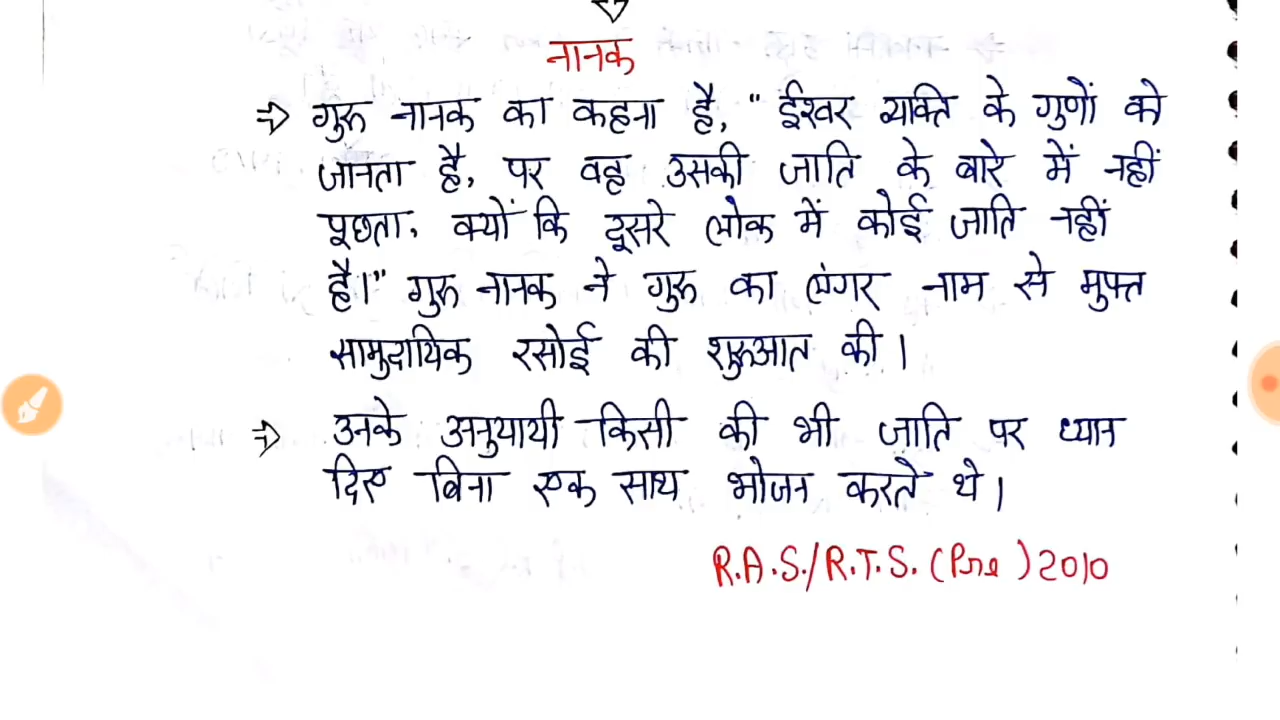 नानक
⇒ गुरु नानक का कहना है, " ईश्वर व्यक्ति के गुणों को
जानता है, पर वह उसकी जाति के बारे में नहीं
पूछता, क्यों कि दूसरे लोक में कोई जाति नहीं
है।" गुरु नानक ने गुरु का लंगर नाम से मुफ्त
सामुदायिक रसोई की शुरुआत की।
⇒ उनके अनुयायी किसी की भी जाति पर ध्यान
दिए बिना एक साथ भोजन करते थे।
R.A.S./R.T.S. (Pre) 2010